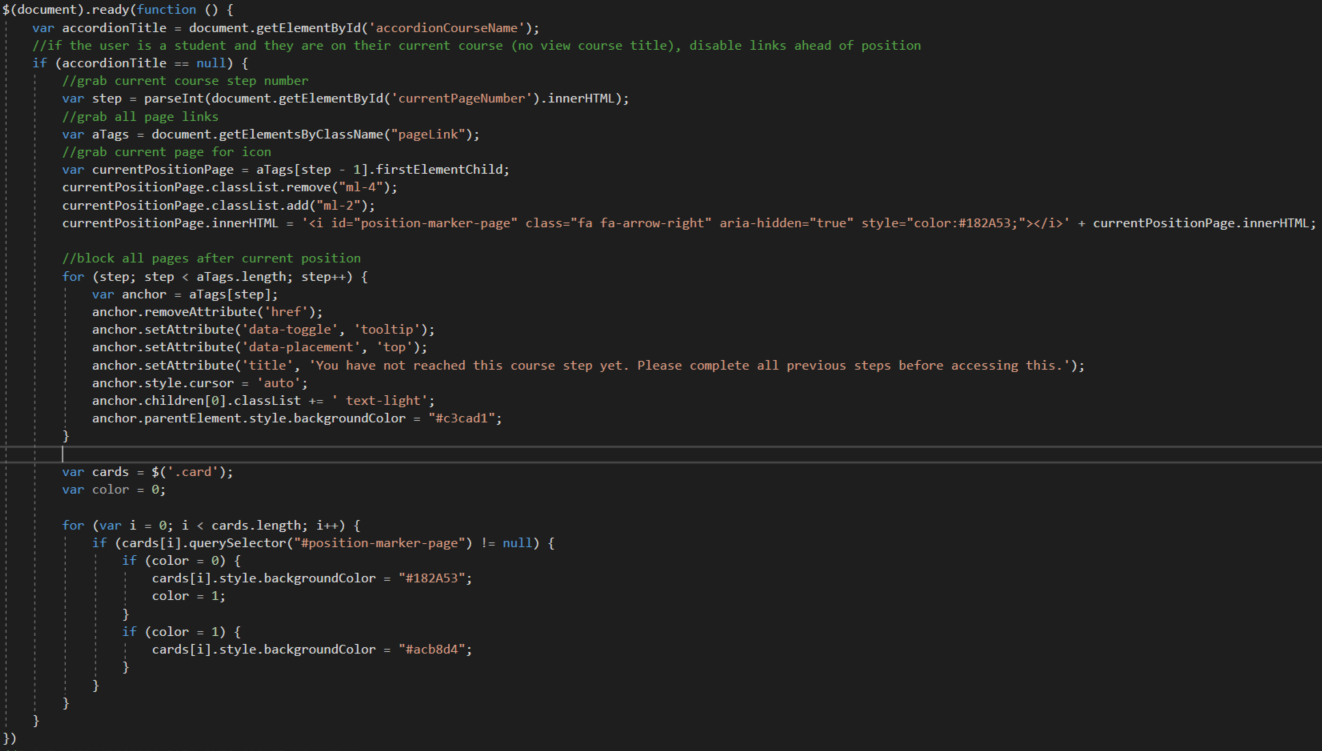 $(document).ready(function () {
    var accordionTitle = document.getElementById('accordionCourseName');
    //if the user is a student and they are on their current course (no view course title), disable links ahead of position
    if (accordionTitle == null) {
        //grab current course step number
        var step = parseInt(document.getElementById('currentPageNumber').innerHTML);
        //grab all page links
        var aTags = document.getElementsByClassName("pageLink");
        //grab current page for icon
        var currentPositionPage = aTags[step - 1].firstElementChild;
        currentPositionPage.classList.remove("ml-4");
        currentPositionPage.classList.add("ml-2");
        currentPositionPage.innerHTML = '<i id="position-marker-page" class="fa fa-arrow-right" aria-hidden="true" style="color:#182A53;"></i>' + currentPositionPage.innerHTML;

        //block all pages after current position
        for (step; step < aTags.length; step++) {
            var anchor = aTags[step];
            anchor.removeAttribute('href');
            anchor.setAttribute('data-toggle', 'tooltip');
            anchor.setAttribute('data-placement', 'top');
            anchor.setAttribute('title', 'You have not reached this course step yet. Please complete all previous steps before accessing this.');
            anchor.style.cursor = 'auto';
            anchor.children[0].classList += ' text-light';
            anchor.parentElement.style.backgroundColor = "#c3cad1";
        }

        var cards = $('.card');
        var color = 0;

        for (var i = 0; i < cards.length; i++) {
            if (cards[i].querySelector("#position-marker-page") != null) {
                if (color = 0) {
                    cards[i].style.backgroundColor = "#182A53";
                    color = 1;
                }
                if (color = 1) {
                    cards[i].style.backgroundColor = "#acb8d4";
                }
            }
        }
    }
})